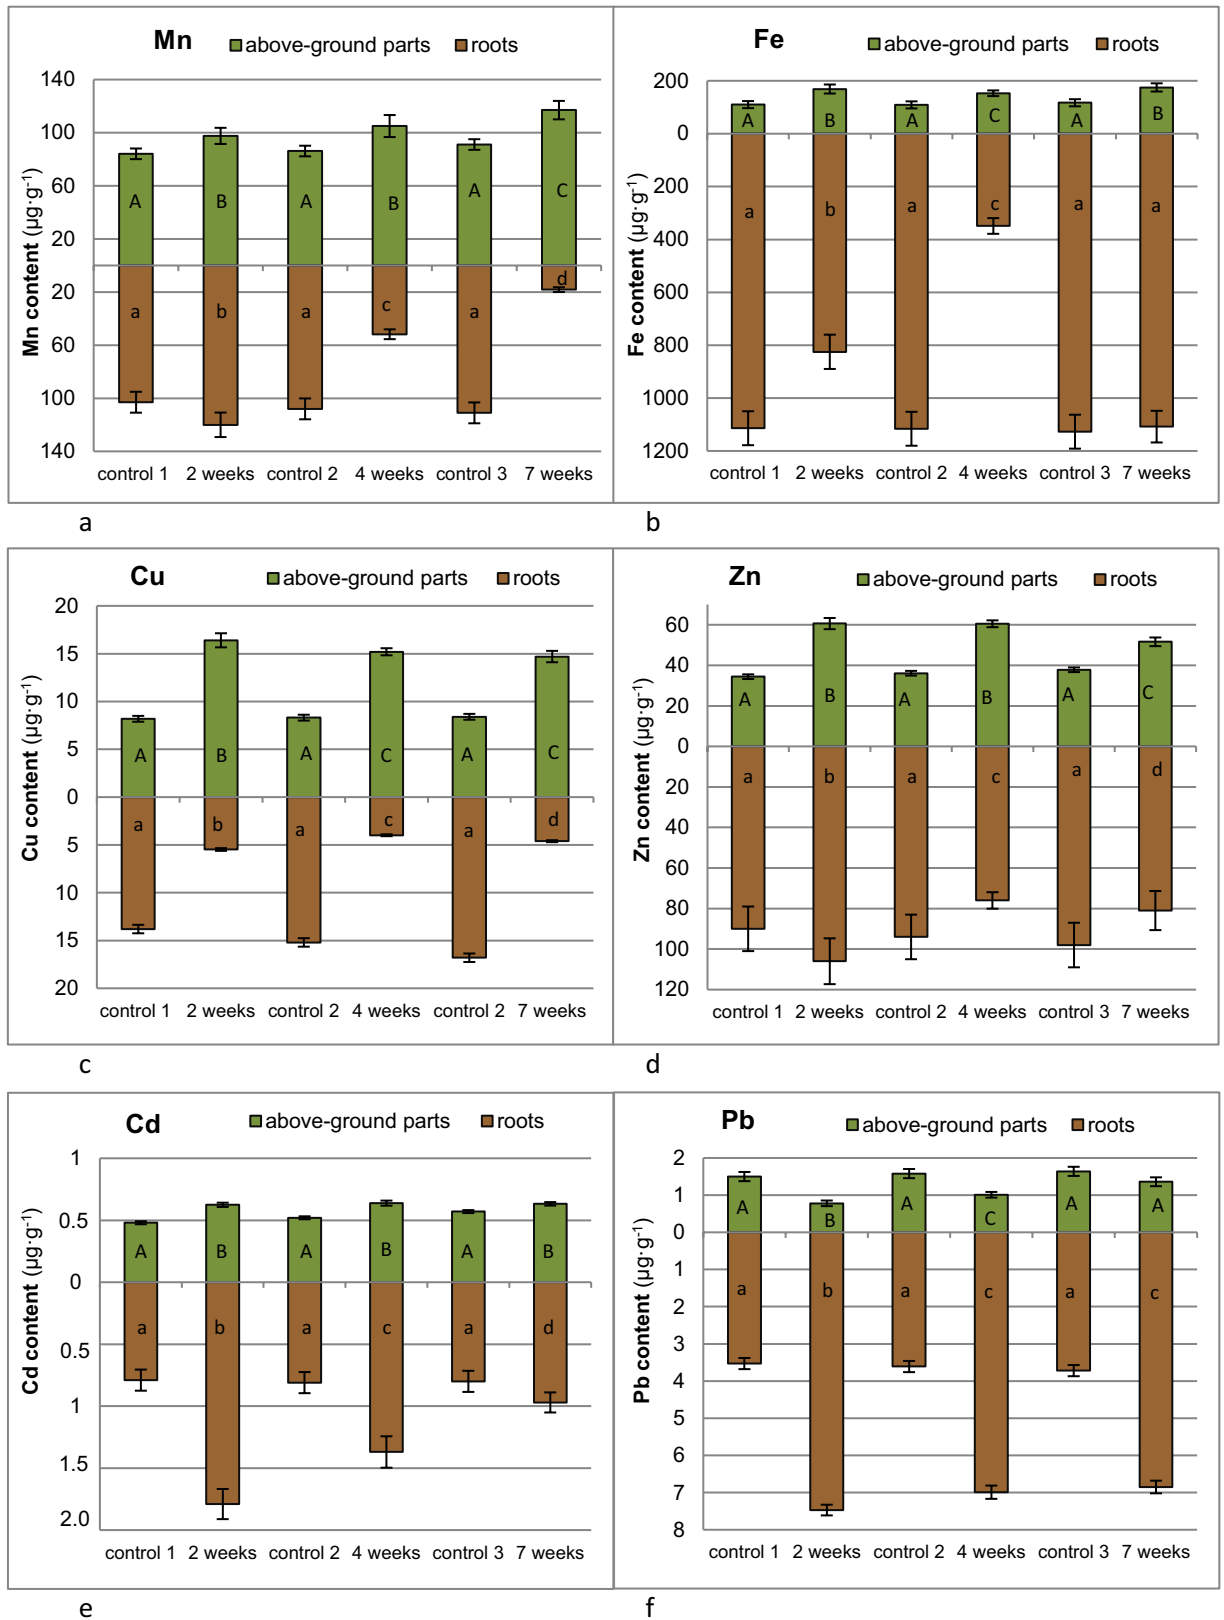 Mn
above-ground parts
roots
Mn content (µg·g⁻¹)
140
100
60
20
20
60
100
140
A
B
A
B
A
C
a
b
a
c
a
d
control 1
2 weeks
control 2
4 weeks
control 3
7 weeks
a
Fe
above-ground parts
roots
Fe content (µg·g⁻¹)
200
0
200
400
600
800
1000
1200
A
B
A
C
A
B
a
b
a
c
a
a
control 1
2 weeks
control 2
4 weeks
control 3
7 weeks
b
Cu
above-ground parts
roots
Cu content (µg·g⁻¹)
20
15
10
5
0
5
10
15
20
A
B
A
C
A
C
a
b
a
c
a
d
control 1
2 weeks
control 2
4 weeks
control 2
7 weeks
c
Zn
above-ground parts
roots
Zn content (µg·g⁻¹)
60
40
20
0
20
40
60
80
100
120
A
B
A
B
A
C
a
b
a
c
a
d
control 1
2 weeks
control 2
4 weeks
control 3
7 weeks
d
Cd
above-ground parts
roots
Cd content (µg·g⁻¹)
1
0.5
0
0.5
1
1.5
2.0
A
B
A
B
A
B
a
b
a
c
a
d
control 1
2 weeks
control 2
4 weeks
control 3
7 weeks
e
Pb
above-ground parts
roots
Pb content (µg·g⁻¹)
2
1
0
1
2
3
4
5
6
7
8
A
B
A
C
A
A
a
b
a
c
a
c
control 1
2 weeks
control 2
4 weeks
control 3
7 weeks
f